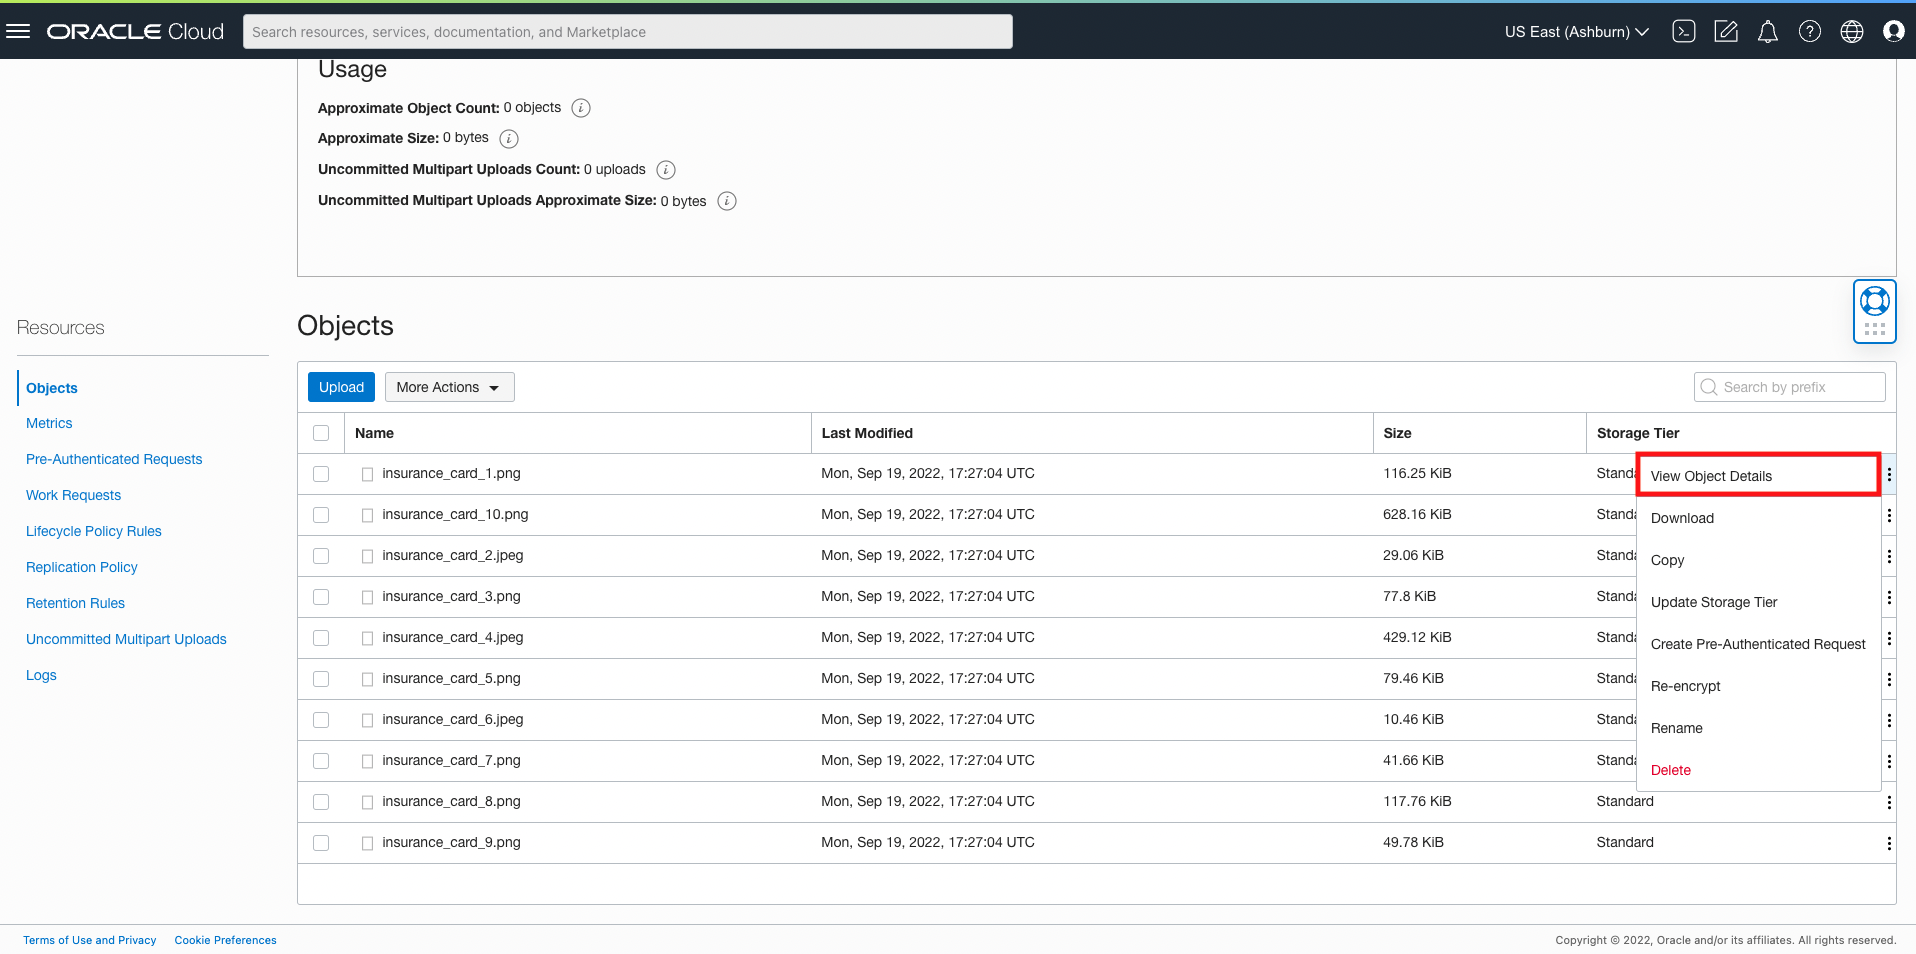 ORACLE Cloud
Search resources, services, documentation, and Marketplace
US East (Ashburn)
Usage
Approximate Object Count: 0 objects
Approximate Size: 0 bytes
Uncommitted Multipart Uploads Count: 0 uploads
Uncommitted Multipart Uploads Approximate Size: 0 bytes
Resources
Objects
Metrics
Pre-Authenticated Requests
Work Requests
Lifecycle Policy Rules
Replication Policy
Retention Rules
Uncommitted Multipart Uploads
Logs
Objects
Upload More Actions Search by prefix
Name Last Modified Size Storage Tier
insurance_card_1.png Mon, Sep 19, 2022, 17:27:04 UTC 116.25 KiB Standa
insurance_card_10.png Mon, Sep 19, 2022, 17:27:04 UTC 628.16 KiB Standa
insurance_card_2.jpeg Mon, Sep 19, 2022, 17:27:04 UTC 29.06 KiB Standa
insurance_card_3.png Mon, Sep 19, 2022, 17:27:04 UTC 77.8 KiB Standa
insurance_card_4.jpeg Mon, Sep 19, 2022, 17:27:04 UTC 429.12 KiB Standa
insurance_card_5.png Mon, Sep 19, 2022, 17:27:04 UTC 79.46 KiB Standa
insurance_card_6.jpeg Mon, Sep 19, 2022, 17:27:04 UTC 10.46 KiB Standa
insurance_card_7.png Mon, Sep 19, 2022, 17:27:04 UTC 41.66 KiB Standa
insurance_card_8.png Mon, Sep 19, 2022, 17:27:04 UTC 117.76 KiB Standard
insurance_card_9.png Mon, Sep 19, 2022, 17:27:04 UTC 49.78 KiB Standard
View Object Details
Download
Copy
Update Storage Tier
Create Pre-Authenticated Request
Re-encrypt
Rename
Delete
Terms of Use and Privacy Cookie Preferences
Copyright © 2022, Oracle and/or its affiliates. All rights reserved.